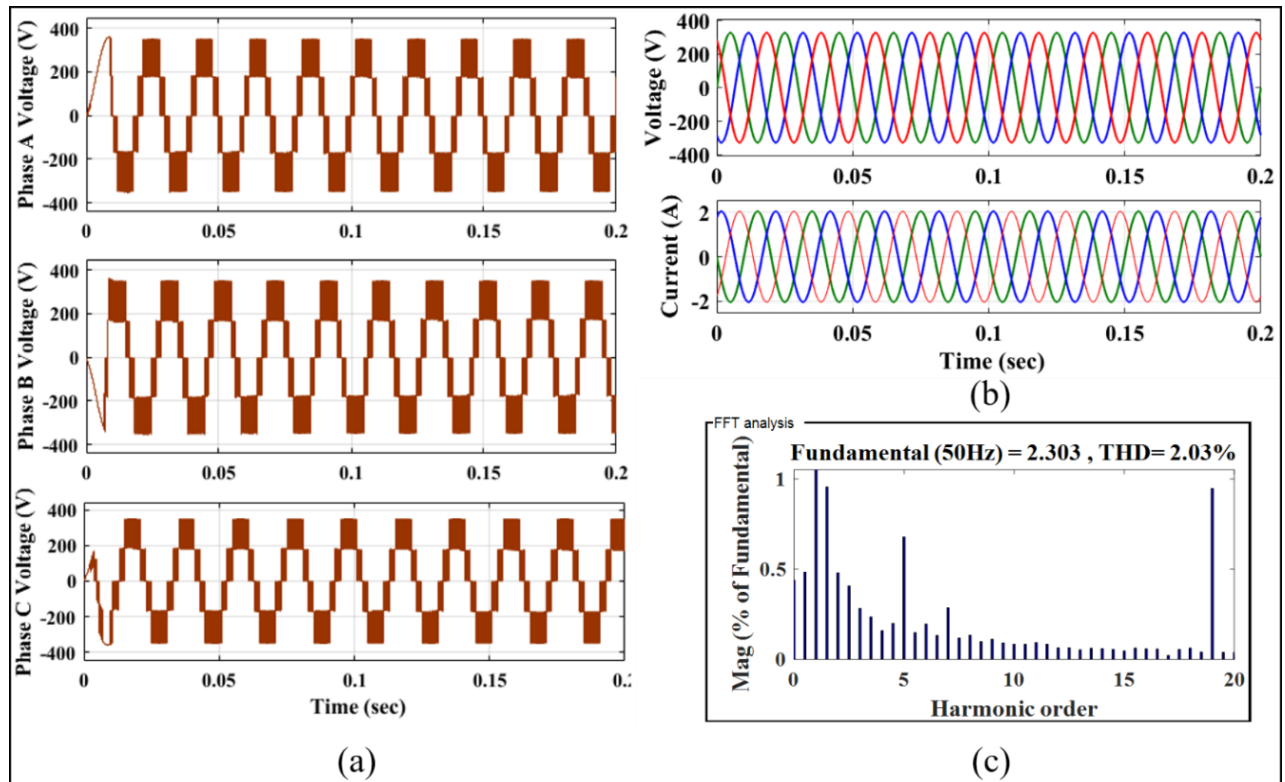 Phase A Voltage (V)
400
200
0
-200
-400
0 0.05 0.1 0.15 0.2
Phase B Voltage (V)
400
200
0
-200
-400
0 0.05 0.1 0.15 0.2
Phase C Voltage (V)
400
200
0
-200
-400
0 0.05 0.1 0.15 0.2
Time (sec)
(a)
Voltage (V)
400
200
0
-200
-400
0 0.05 0.1 0.15 0.2
Current (A)
2
0
-2
0 0.05 0.1 0.15 0.2
Time (sec)
(b)
FFT analysis
Fundamental (50Hz) = 2.303 , THD= 2.03%
Mag (% of Fundamental)
1
0.5
0
0 5 10 15 20
Harmonic order
(c)